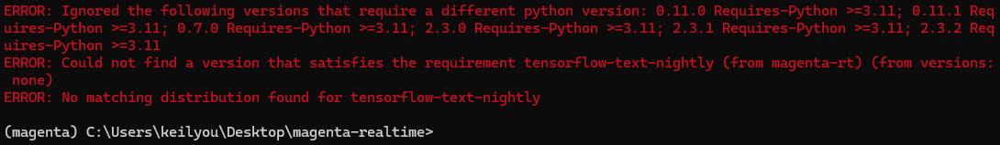 ERROR: Ignored the following versions that require a different python version: 0.11.0 Requires-Python >=3.11; 0.11.1 Req
uires-Python >=3.11; 0.7.0 Requires-Python >=3.11; 2.3.0 Requires-Python >=3.11; 2.3.1 Requires-Python >=3.11; 2.3.2 Req
uires-Python >=3.11
ERROR: Could not find a version that satisfies the requirement tensorflow-text-nightly (from magenta-rt) (from versions:
 none)
ERROR: No matching distribution found for tensorflow-text-nightly
(magenta) C:\Users\keilyou\Desktop\magenta-realtime>